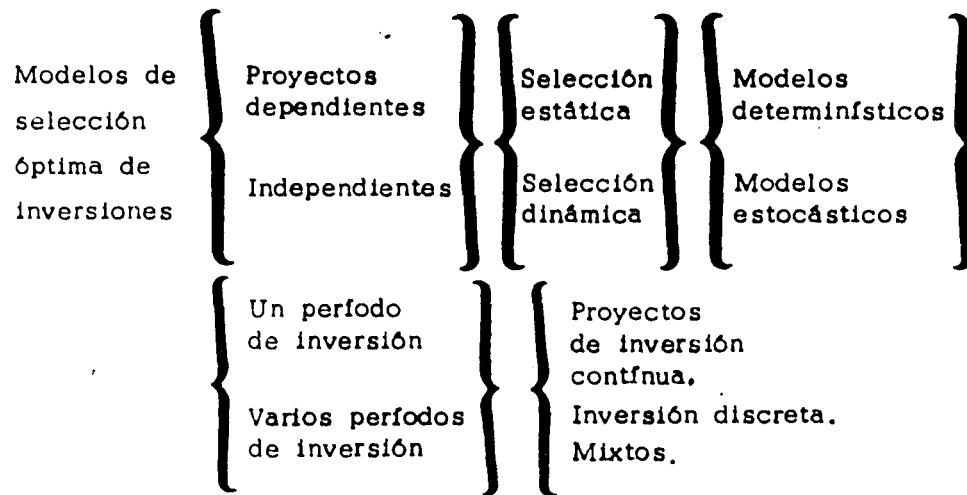 Modelos de
selección
óptima de
inversiones
Proyectos
dependientes
Independientes
Selección
estática
Selección
dinámica
Modelos
determinísticos
Modelos
estocásticos
Un período
de inversión
Varios períodos
de inversión
Proyectos
de inversión
contínua.
Inversión discreta.
Mixtos.